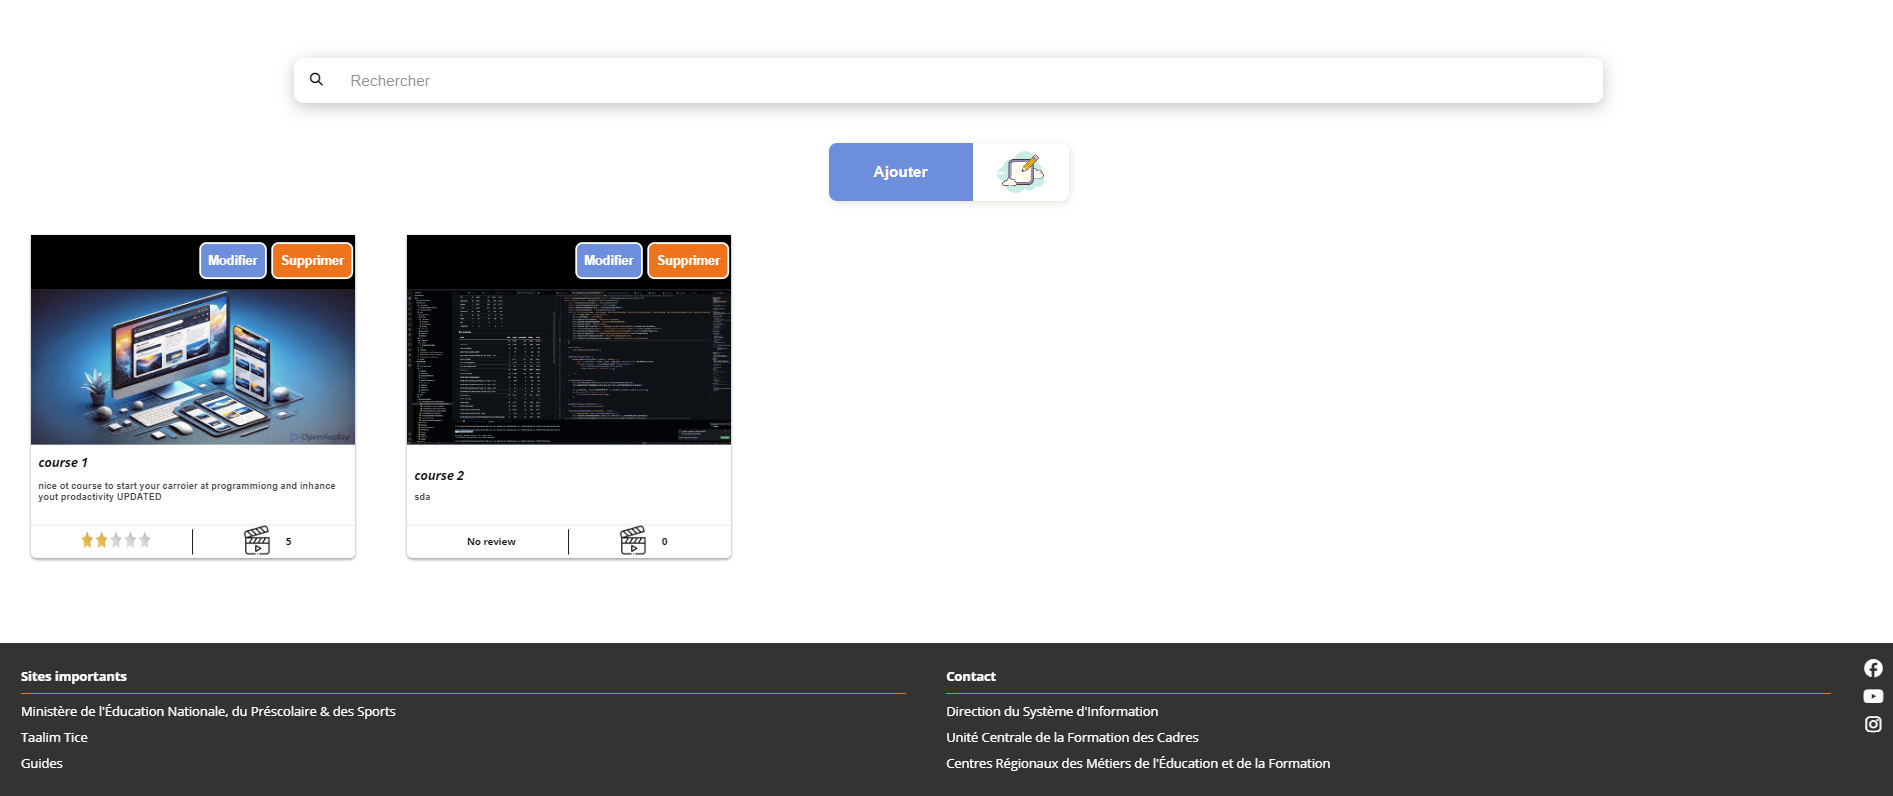 Rechercher
Ajouter
Modifier Supprimer
OpenReplay
course 1
nice ot course to start your carroier at programmiong and inhance
yout prodactivity UPDATED
5
Modifier Supprimer
course 2
sda
No review
0
Sites importants
Ministère de l'Éducation Nationale, du Préscolaire & des Sports
Taalim Tice
Guides
Contact
Direction du Système d'Information
Unité Centrale de la Formation des Cadres
Centres Régionaux des Métiers de l'Éducation et de la Formation